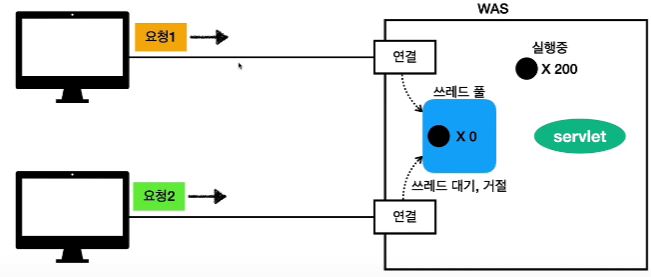 WAS
요청1
연결
실행중
X 200
쓰레드 풀
X 0
servlet
쓰레드 대기, 거절
요청2
연결